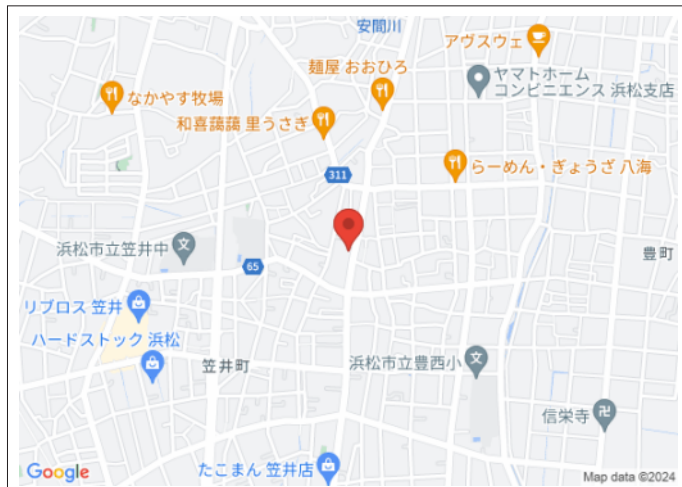 安間川
アヴスウェ
麺屋 おおひろ
ヤマトホーム
コンビニエンス 浜松支店
なかやす牧場
和喜藹藹 里うさぎ
らーめん・ぎょうざ 八海
311
浜松市立笠井中
文
65
豊町
リブロス 笠井
ハードストック 浜松
笠井町
浜松市立豊西小
文
信栄寺
たこまん 笠井店
Google
Map data ©2024